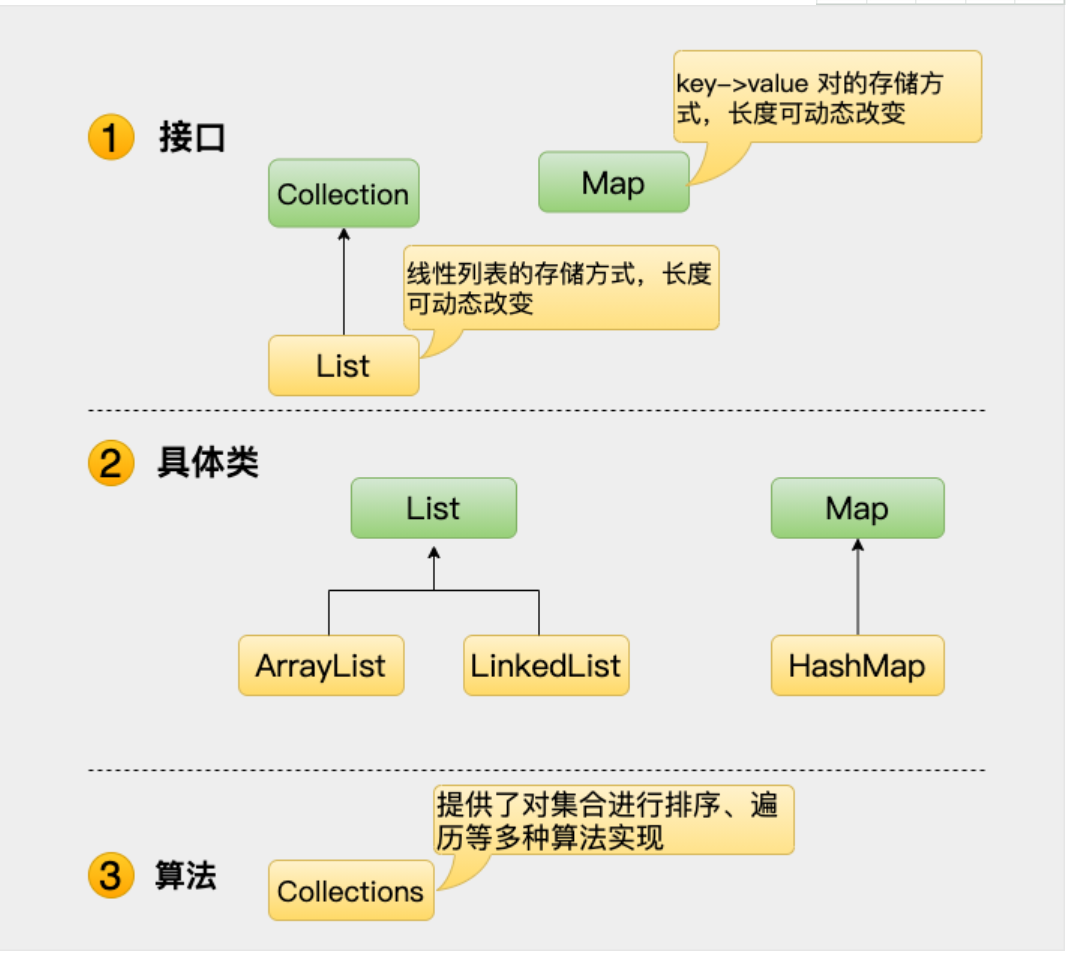 key->value 对的存储方
式，长度可动态改变
1 接口
Collection
Map
线性列表的存储方式，长度
可动态改变
List
2 具体类
List
Map
ArrayList
LinkedList
HashMap
提供了对集合进行排序、遍
历等多种算法实现
3 算法
Collections